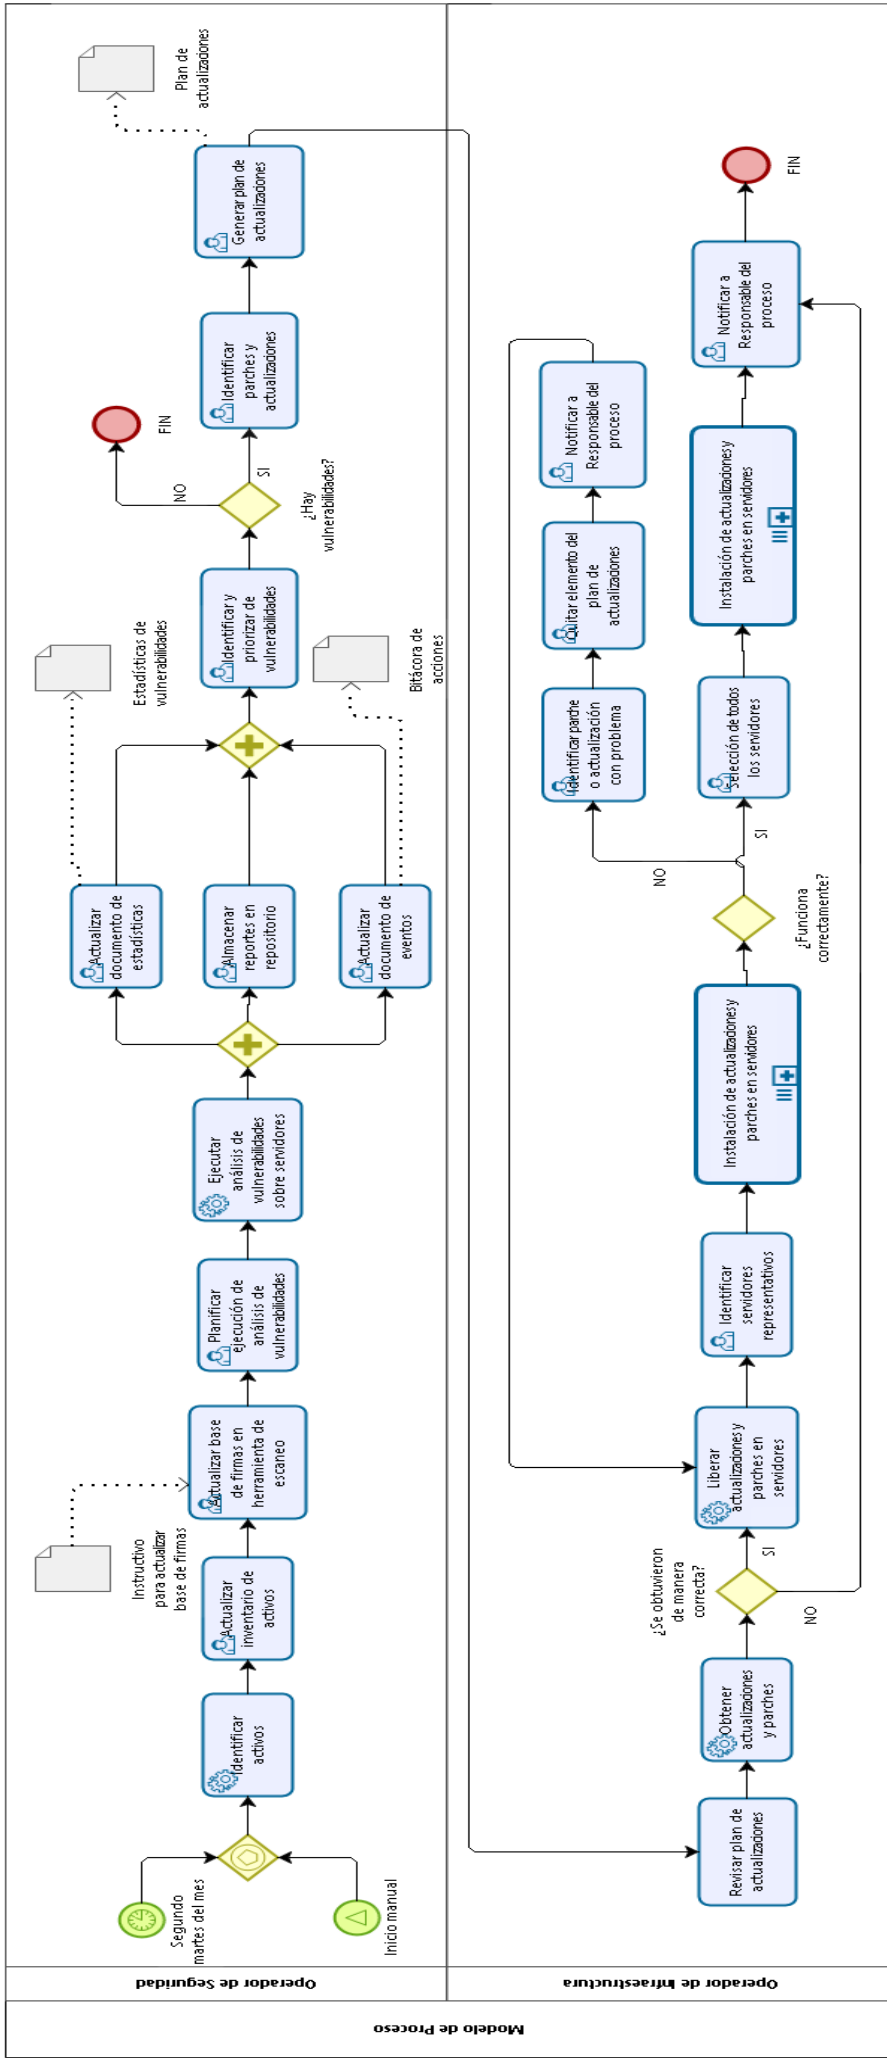 Modelo de Proceso
Operador de Seguridad
Segundo
martes del mes
Inicio manual
Identificar
activos
Actualizar
inventario de
activos
Instructivo
para actualizar
base de firmas
Actualizar base
de firmas en
herramienta de
escaneo
Planificar
ejecución de
análisis de
vulnerabilidades
Ejecutar
análisis de
vulnerabilidades
sobre servidores
Actualizar
documento de
estadísticas
Almacenar
reportes en
repositorio
Actualizar
documento de
eventos
Estadísticas de
vulnerabilidades
Bitácora de
acciones
Identificar y
priorizar de
vulnerabilidades
¿Hay
vulnerabilidades?
NO
FIN
SI
Identificar
parches y
actualizaciones
Generar plan de
actualizaciones
Plan de
actualizaciones
Operador de Infraestructura
Revisar plan de
actualizaciones
Obtener
actualizaciones
y parches
¿Se obtuvieron
de manera
correcta?
SI
NO
Liberar
actualizaciones y
parches en
servidores
Identificar
servidores
representativos
Instalación de actualizaciones y
parches en servidores
¿Funciona
correctamente?
NO
SI
Identificar parche
o actualización
con problema
Quitar elemento del
plan de
actualizaciones
Notificar a
Responsable del
proceso
Selección de todos
los servidores
Instalación de actualizaciones y
parches en servidores
Notificar a
Responsable del
proceso
FIN